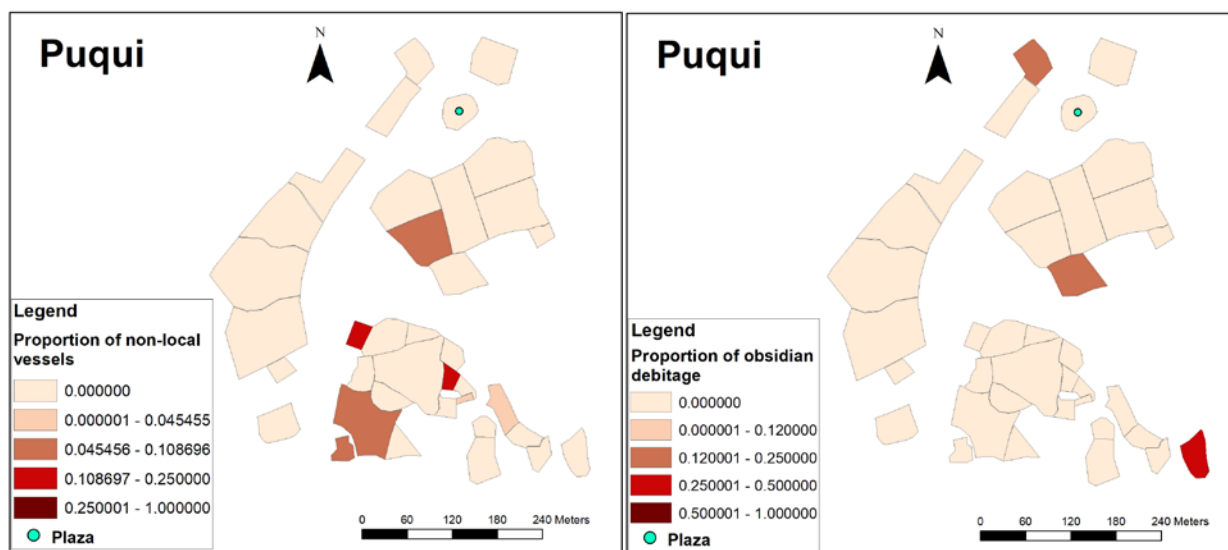 Puqui
N
Legend
Proportion of non-local
vessels
0.000000
0.000001 - 0.045455
0.045456 - 0.108696
0.108697 - 0.250000
0.250001 - 1.000000
Plaza
0 60 120 180 240 Meters
Puqui
N
Legend
Proportion of obsidian
debitage
0.000000
0.000001 - 0.120000
0.120001 - 0.250000
0.250001 - 0.500000
0.500001 - 1.000000
Plaza
0 60 120 180 240 Meters